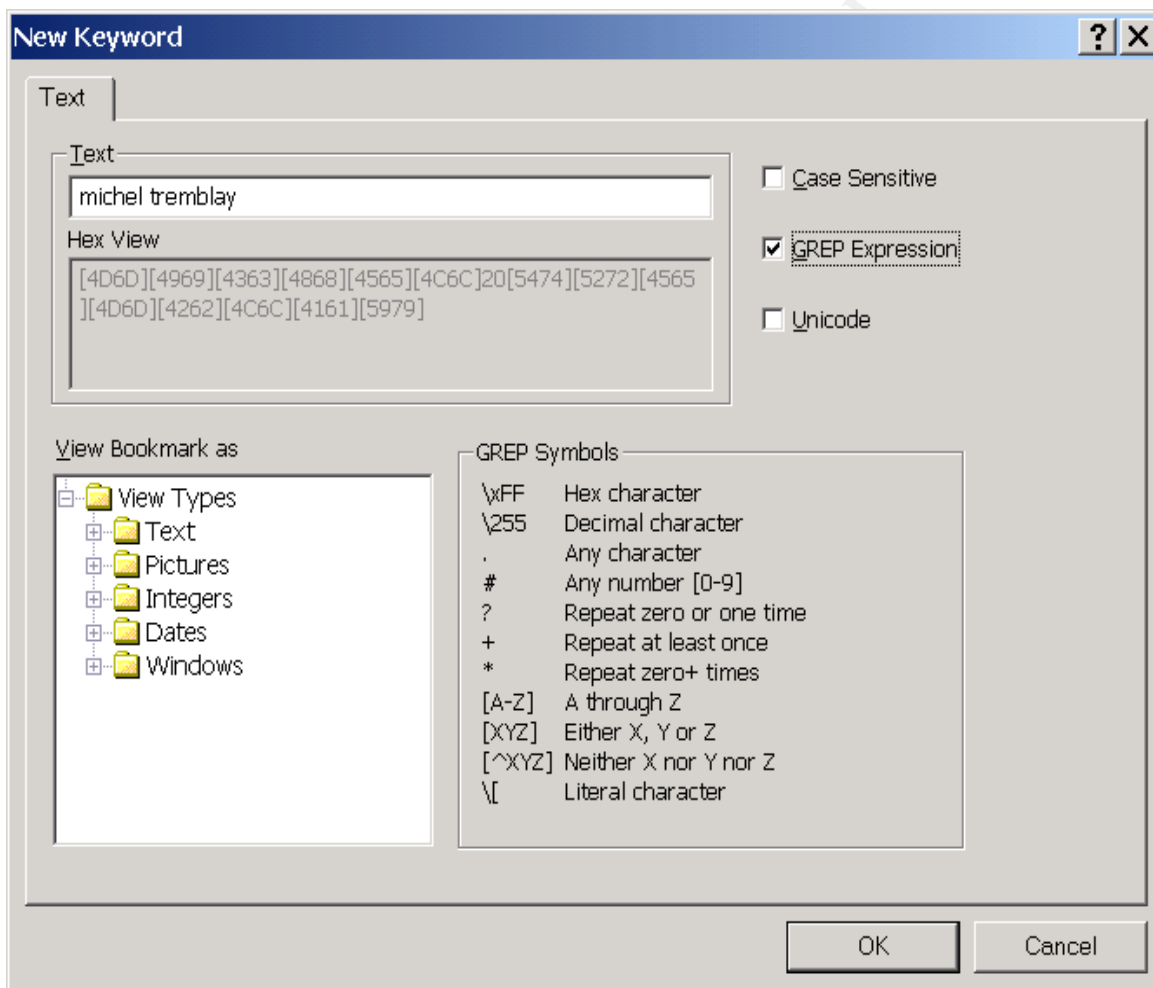 New Keyword
Text
Text
michel tremblay
Hex View
[4D6D][4969][4363][4868][4565][4C6C]20[5474][5272][4565
][4D6D][4262][4C6C][4161][5979]
Case Sensitive
GREP Expression
Unicode
View Bookmark as
View Types
Text
Pictures
Integers
Dates
Windows
GREP Symbols
\xFF Hex character
\255 Decimal character
. Any character
# Any number [0-9]
? Repeat zero or one time
+ Repeat at least once
* Repeat zero+ times
[A-Z] A through Z
[XYZ] Either X, Y or Z
[^XYZ] Neither X nor Y nor Z
\[ Literal character
OK
Cancel